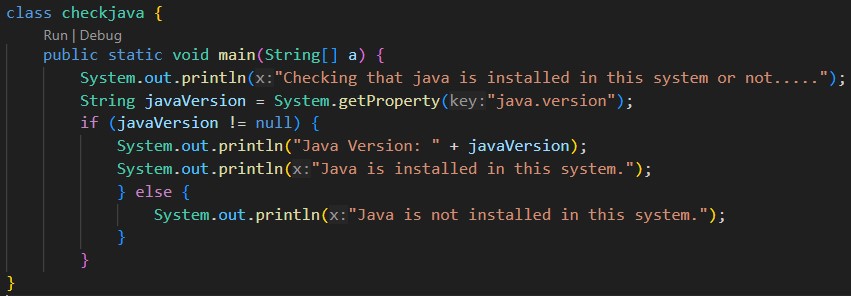 class checkjava {
Run | Debug
public static void main(String[] a) {
System.out.println(x:"Checking that java is installed in this system or not.....");
String javaVersion = System.getProperty(key:"java.version");
if (javaVersion != null) {
System.out.println("Java Version: " + javaVersion);
System.out.println(x:"Java is installed in this system.");
} else {
System.out.println(x:"Java is not installed in this system.");
}
}
}